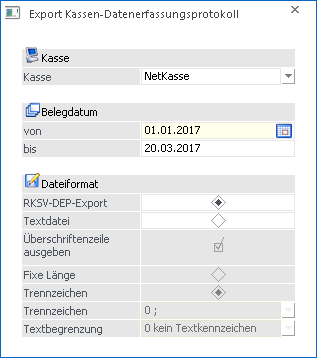 Export Kassen-Datenerfassungsprotokoll
Kasse
Kasse NetKasse
Belegdatum
von 01.01.2017
bis 20.03.2017
Dateiformat
RKSV-DEP-Export
Textdatei
Überschriftenzeile
ausgeben
Fixe Länge
Trennzeichen
Trennzeichen 0 ;
Textbegrenzung 0 kein Textkennzeichen